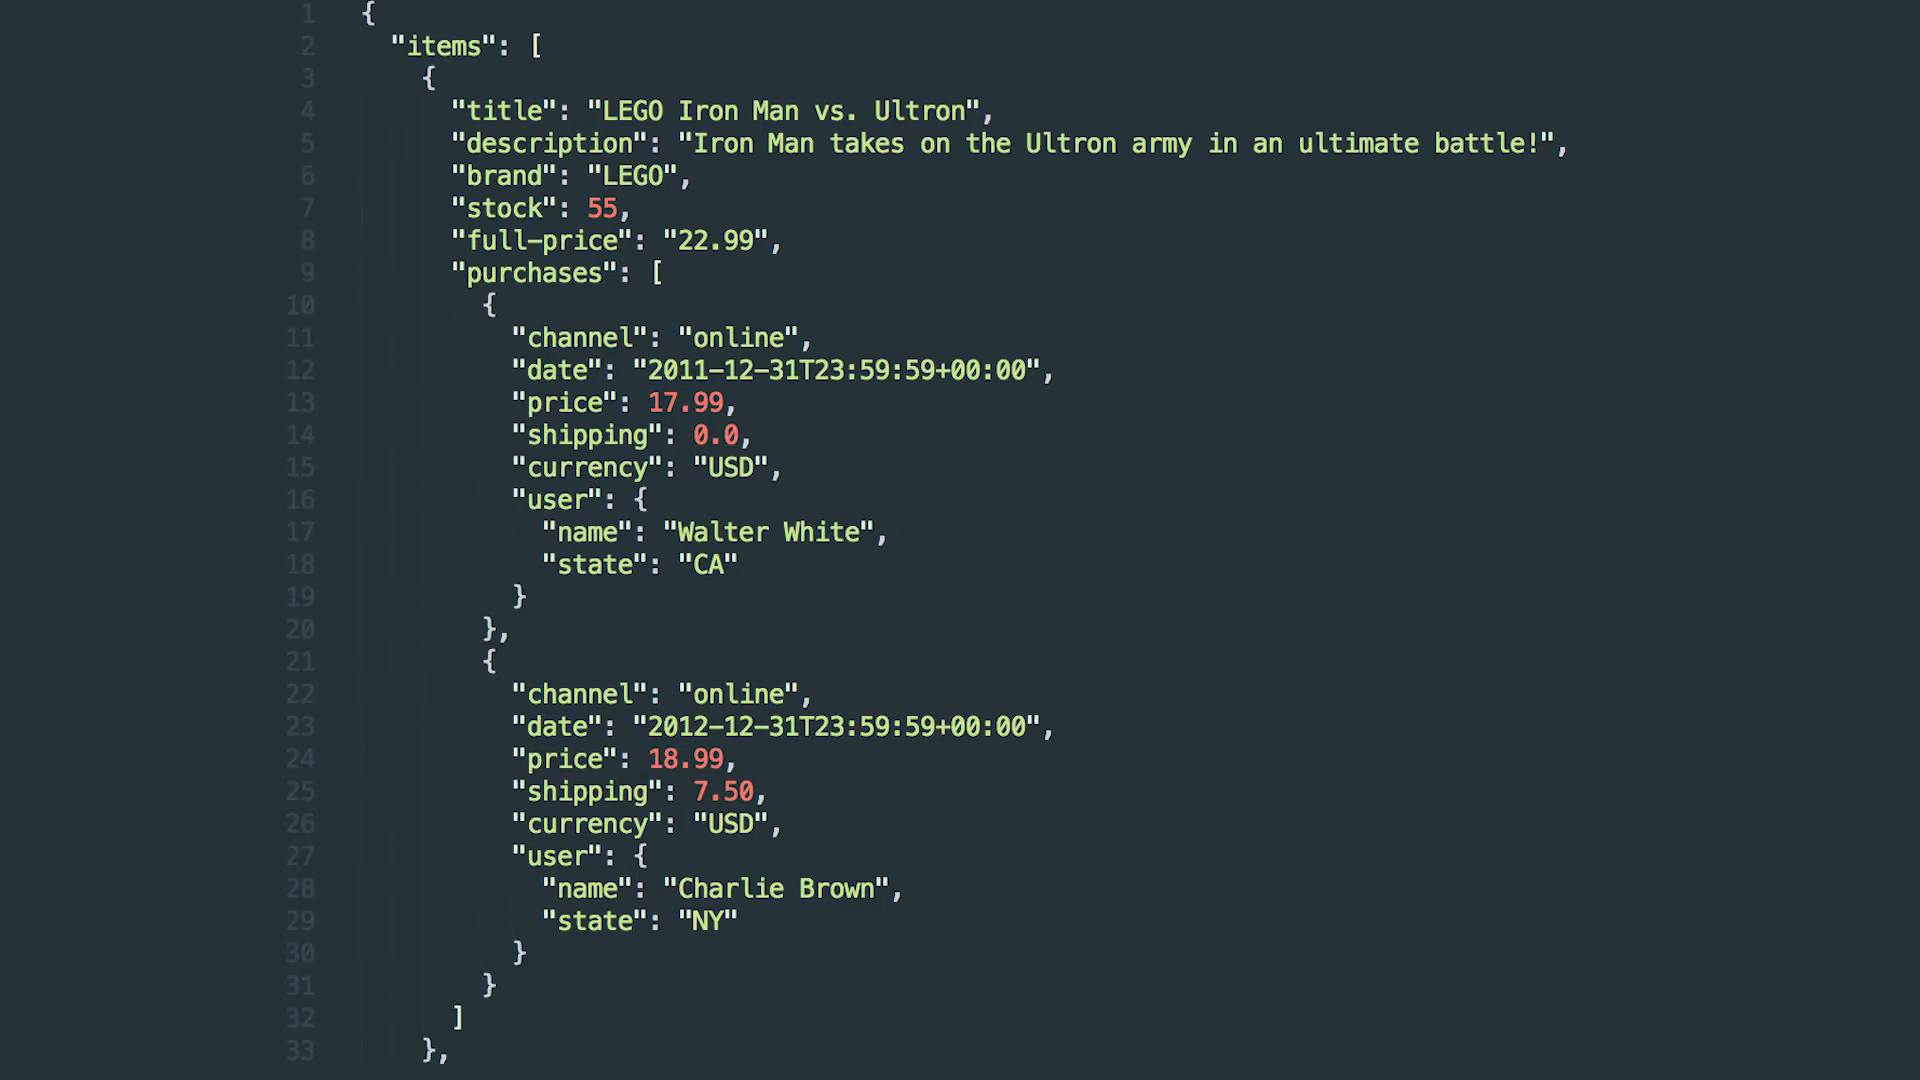 1 {
2 "items": [
3 {
4 "title": "LEGO Iron Man vs. Ultron",
5 "description": "Iron Man takes on the Ultron army in an ultimate battle!",
6 "brand": "LEGO",
7 "stock": 55,
8 "full-price": "22.99",
9 "purchases": [
10 {
11 "channel": "online",
12 "date": "2011-12-31T23:59:59+00:00",
13 "price": 17.99,
14 "shipping": 0.0,
15 "currency": "USD",
16 "user": {
17 "name": "Walter White",
18 "state": "CA"
19 }
20 },
21 {
22 "channel": "online",
23 "date": "2012-12-31T23:59:59+00:00",
24 "price": 18.99,
25 "shipping": 7.50,
26 "currency": "USD",
27 "user": {
28 "name": "Charlie Brown",
29 "state": "NY"
30 }
31 }
32 ]
33 },